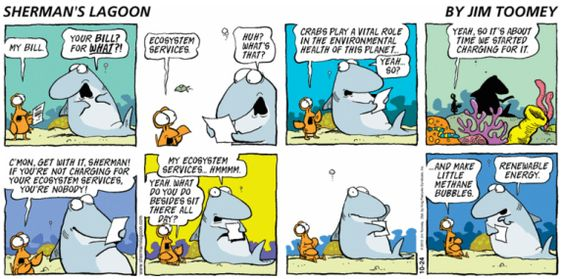 SHERMAN'S LAGOON
BY JIM TOOMEY
MY BILL.
YOUR BILL?
FOR
WHAT?!
ECOSYSTEM
SERVICES.
HUH?
WHAT'S
THAT?
CRABS PLAY A VITAL ROLE
IN THE ENVIRONMENTAL
HEALTH OF THIS PLANET..
YEAH..
SO?
YEAH, SO IT'S ABOUT
TIME WE STARTED
CHARGING FOR IT.
C'MON, GET WITH IT, SHERMAN!
IF YOU'RE NOT CHARGING FOR
YOUR ECOSYSTEM SERVICES,
YOU'RE NOBODY!
MY ECOSYSTEM
SERVICES... HMMMM.
YEAH. WHAT
DO YOU DO
BESIDES SIT
THERE ALL
DAY?
10-24
...AND MAKE
LITTLE
METHANE
BUBBLES.
RENEWABLE
ENERGY.